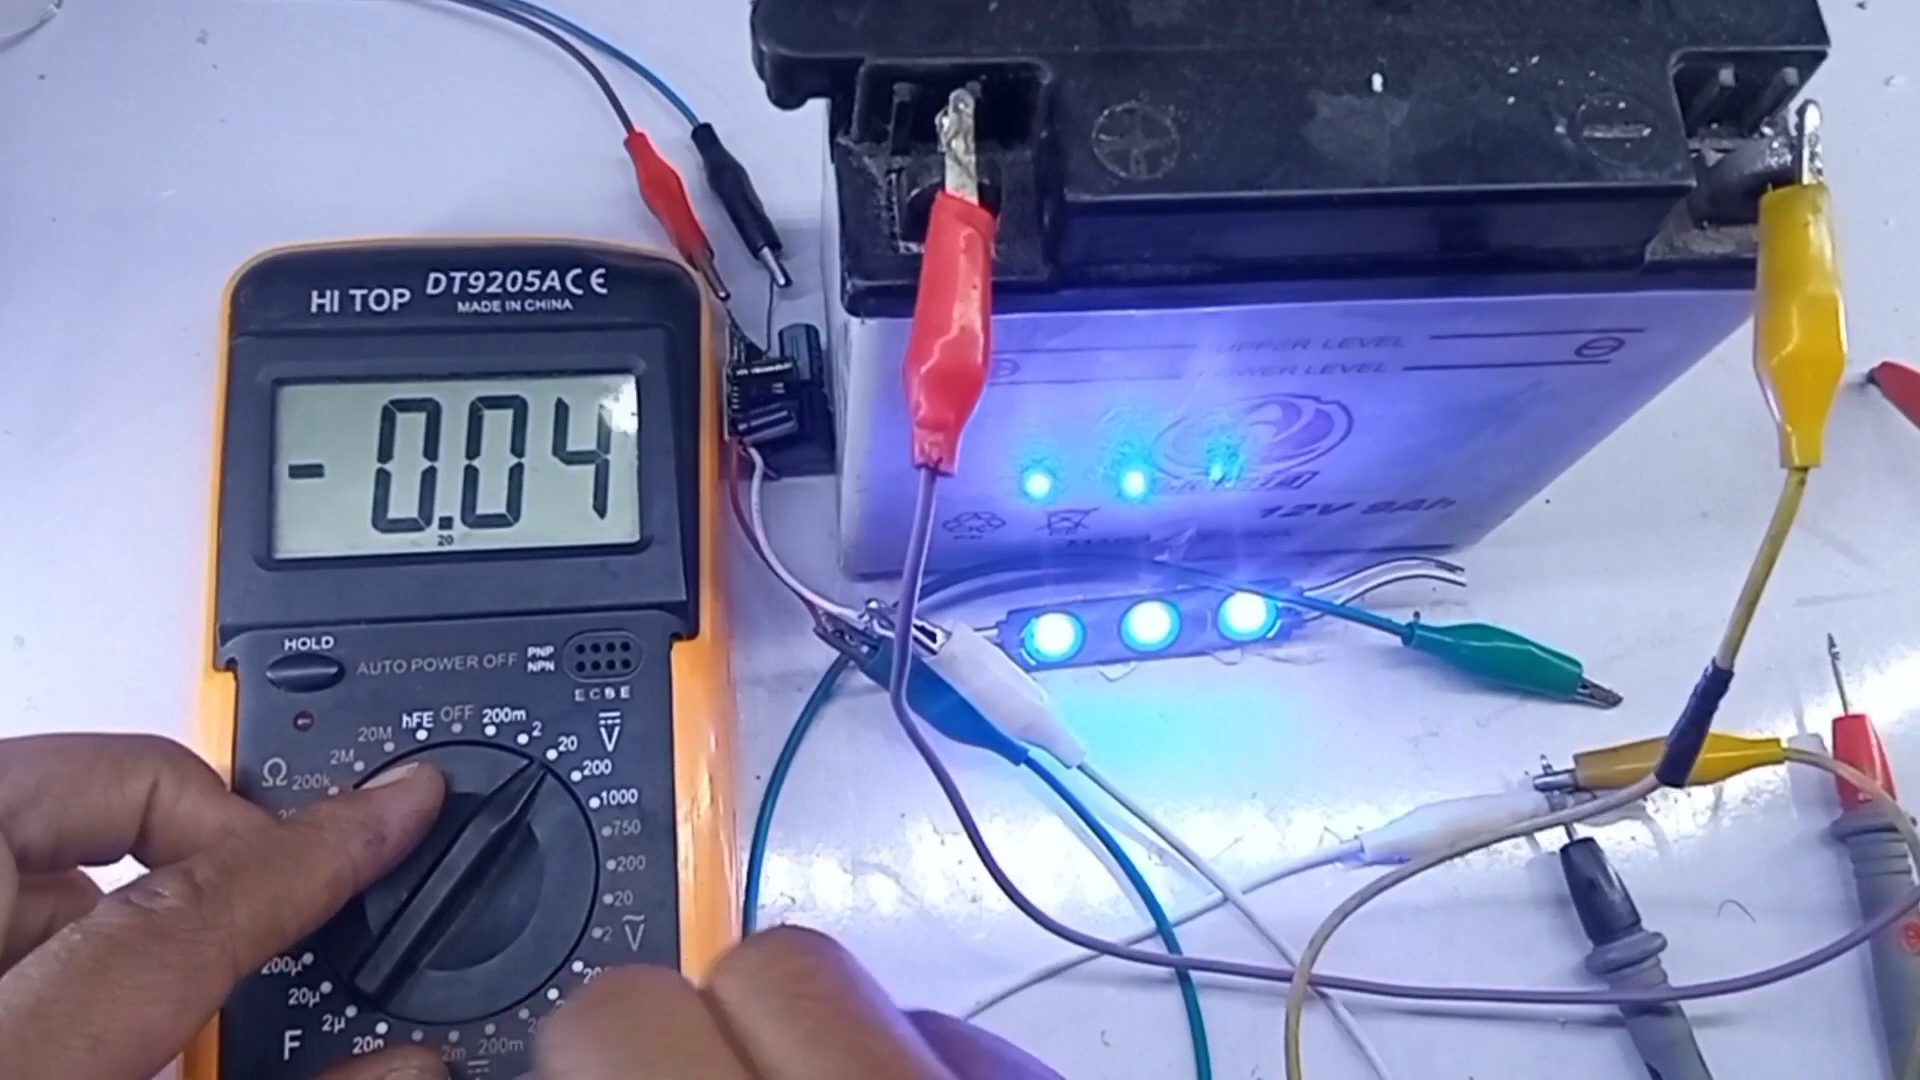 HI TOP DT9205A CE
MADE IN CHINA
- 0.04
20
HOLD
AUTO POWER OFF
PNP
NPN
E C B E
hFE OFF 200m
20M 2
2M 20 V
Ω 200k 200
1000
750
200
20
2 V
200µ
20µ
2µ
F 20n 2m 200m
UPPER LEVEL
LOWER LEVEL
12V 9Ah